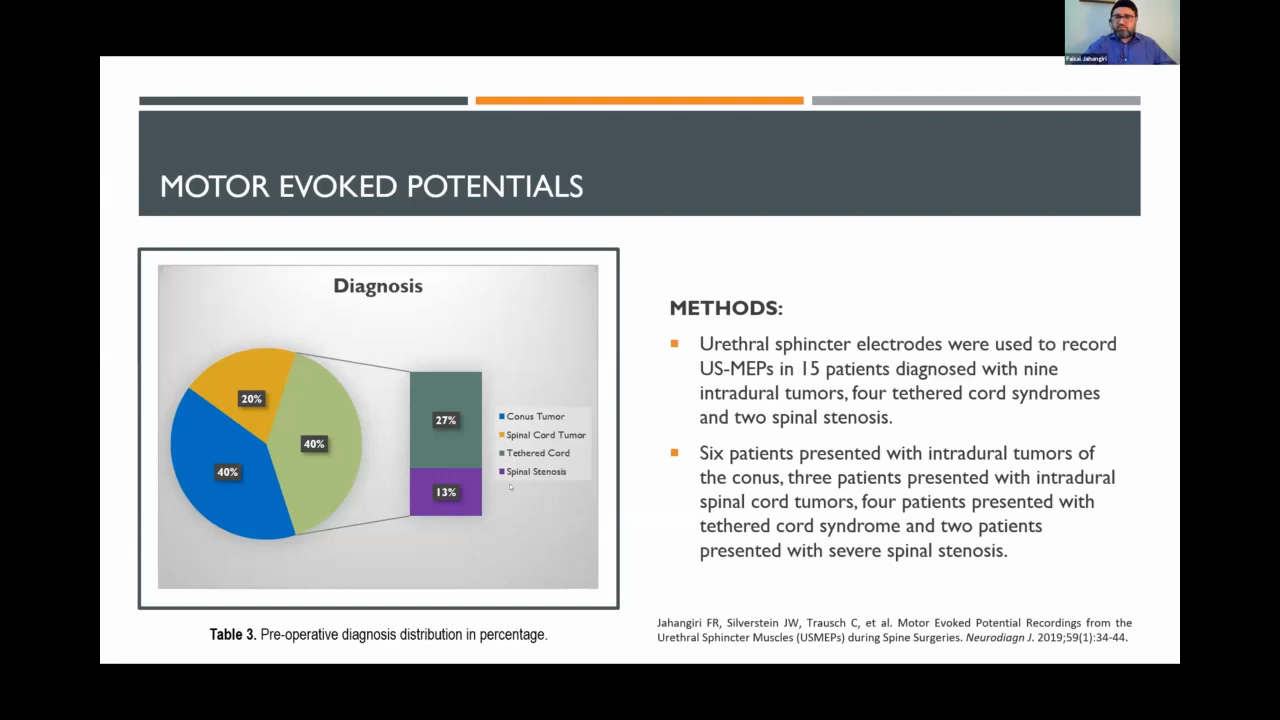 Faisal Jahangiri
MOTOR EVOKED POTENTIALS
Diagnosis
20%
40%
40%
27%
13%
Conus Tumor
Spinal Cord Tumor
Tethered Cord
Spinal Stenosis
Table 3. Pre-operative diagnosis distribution in percentage.
METHODS:
Urethral sphincter electrodes were used to record
US-MEPs in 15 patients diagnosed with nine
intradural tumors, four tethered cord syndromes
and two spinal stenosis.
Six patients presented with intradural tumors of
the conus, three patients presented with intradural
spinal cord tumors, four patients presented with
tethered cord syndrome and two patients
presented with severe spinal stenosis.
Jahangiri FR, Silverstein JW, Trausch C, et al. Motor Evoked Potential Recordings from the
Urethral Sphincter Muscles (USMEPs) during Spine Surgeries. Neurodiagn J. 2019;59(1):34-44.